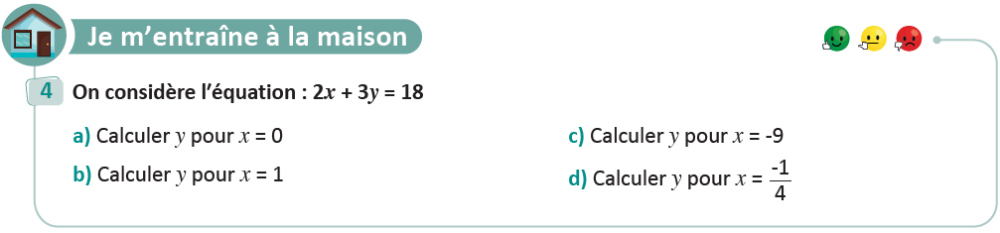 Je m’entraîne à la maison
4 On considère l’équation : 2x + 3y = 18
a) Calculer y pour x = 0
b) Calculer y pour x = 1
c) Calculer y pour x = -9
d) Calculer y pour x = -1/4